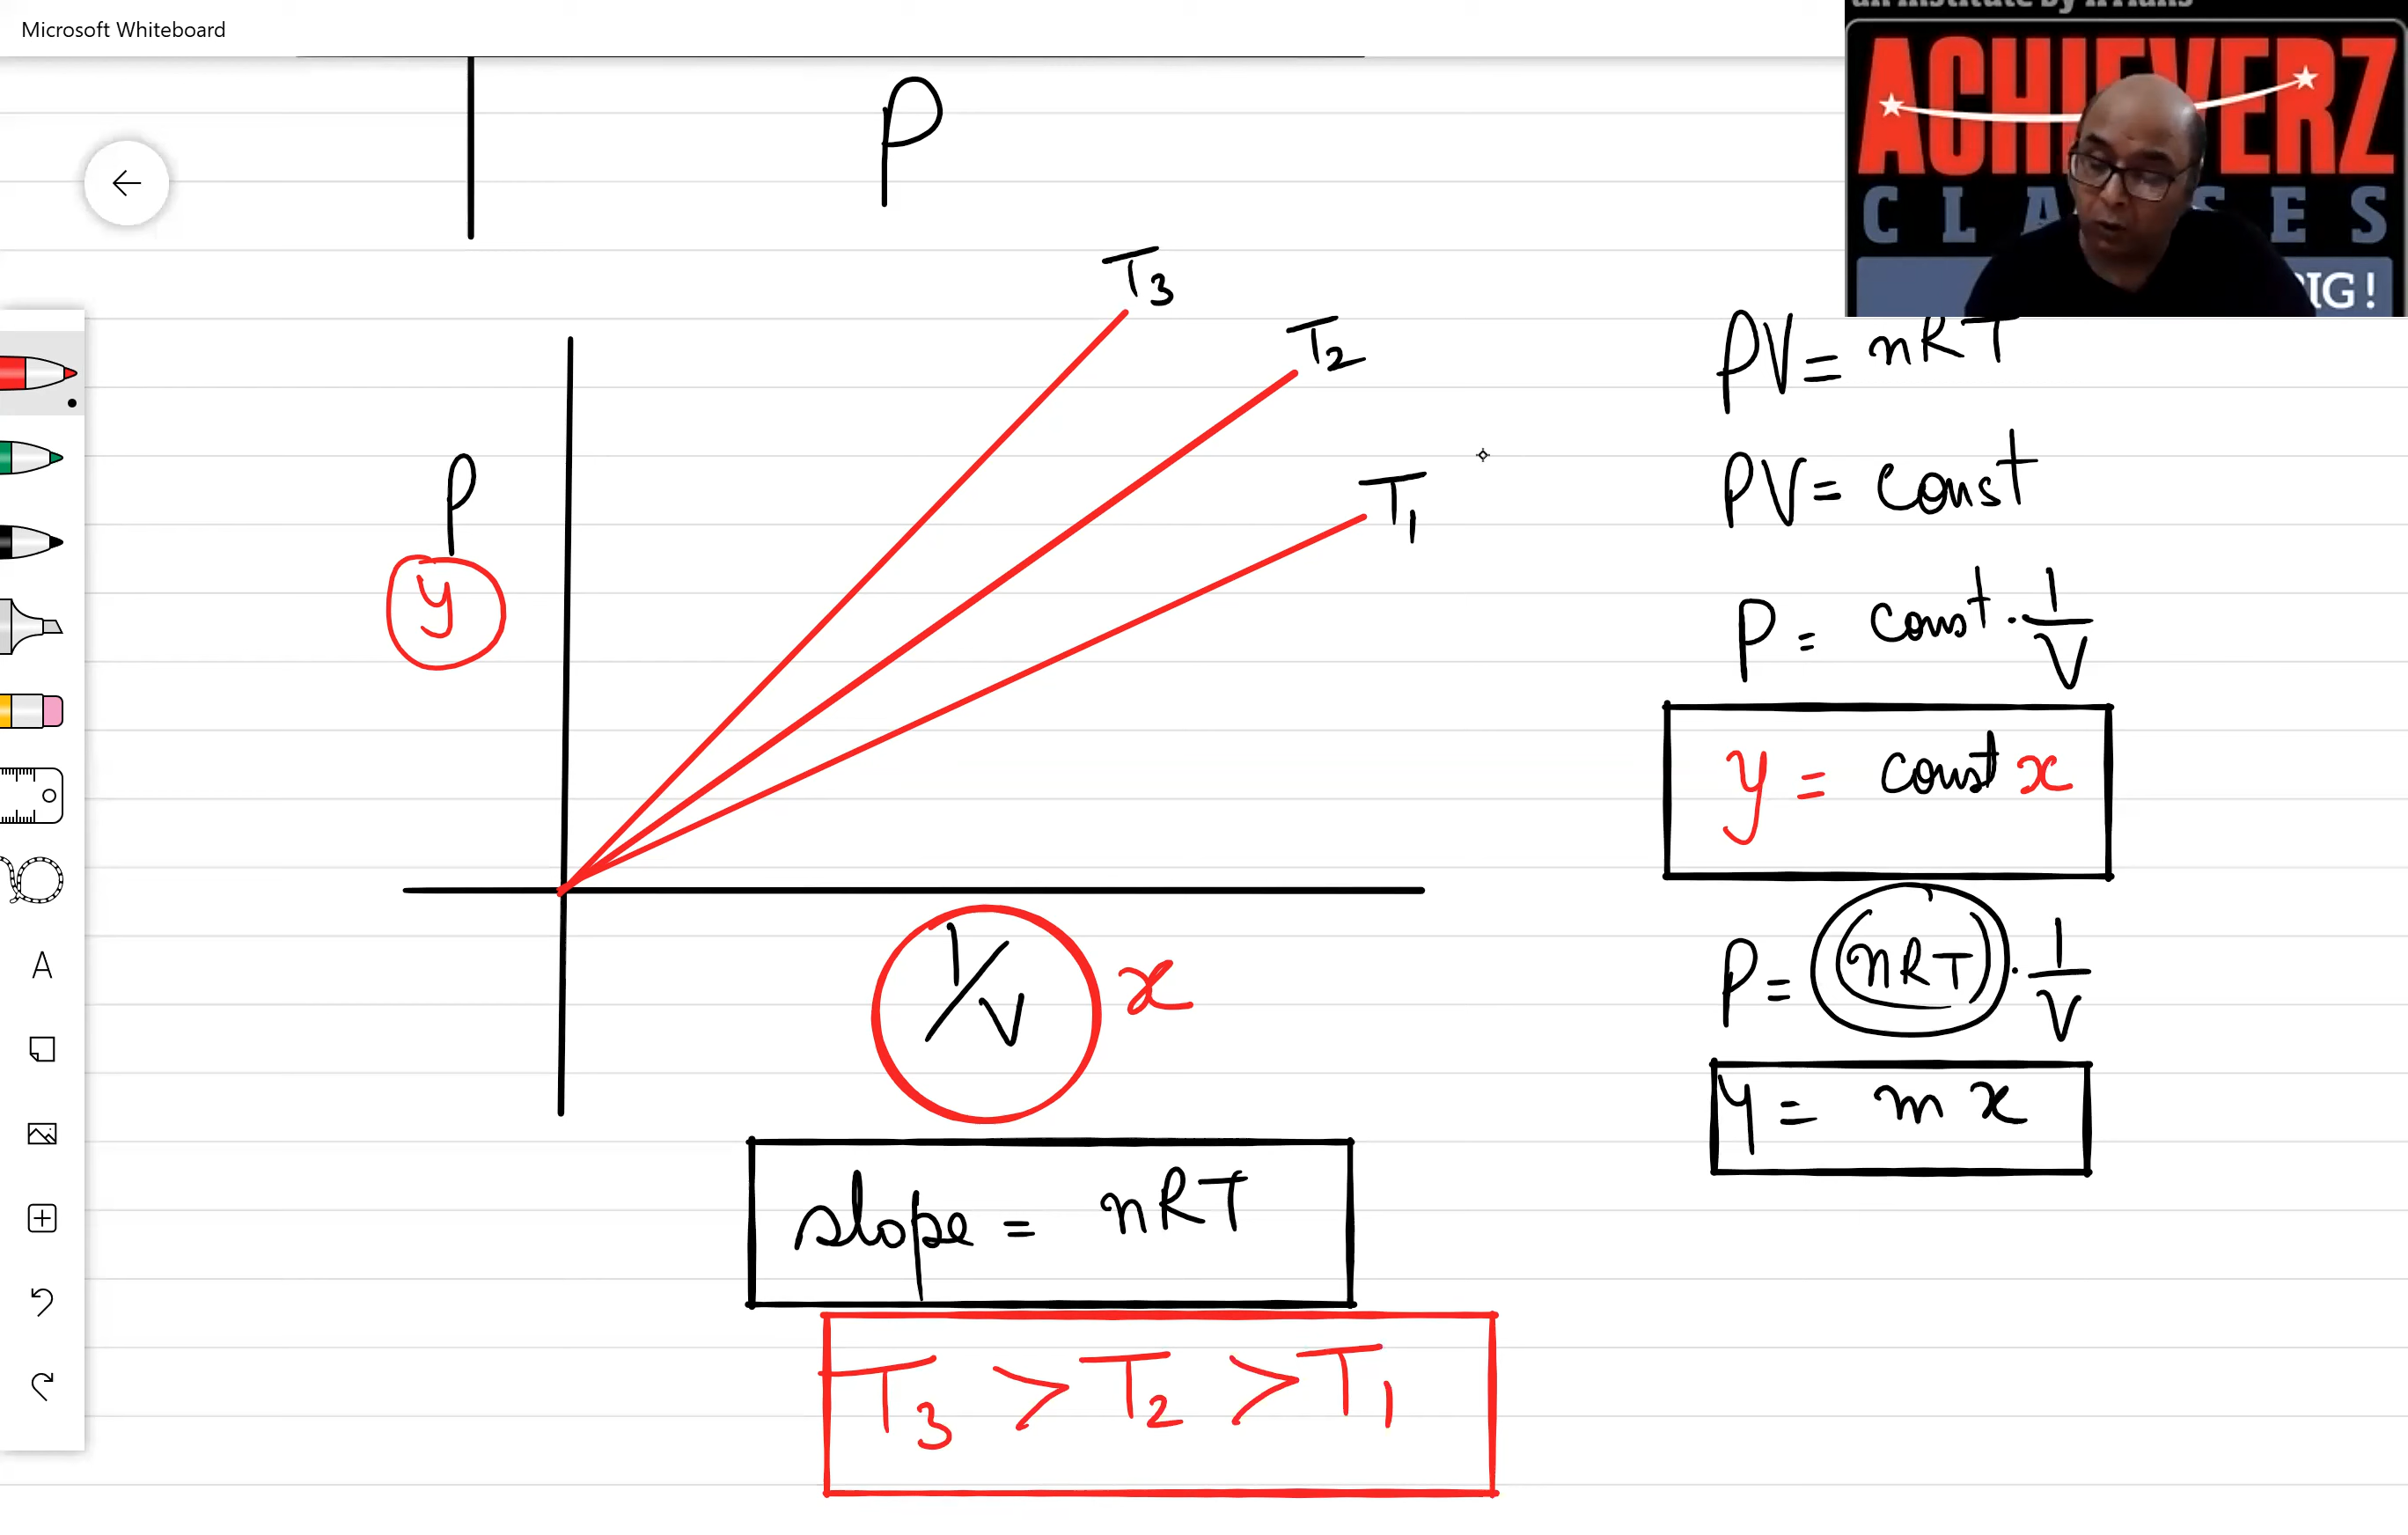 Microsoft Whiteboard
ACHIEVERZ
CLASSES
IG!
P
T₃
T₂
T₁
P
y
1/V x
slope = nRT
T₃ > T₂ > T₁
PV = nRT
PV = const
P = const · 1/V
y = const x
P = (nRT) · 1/V
y = m x
A